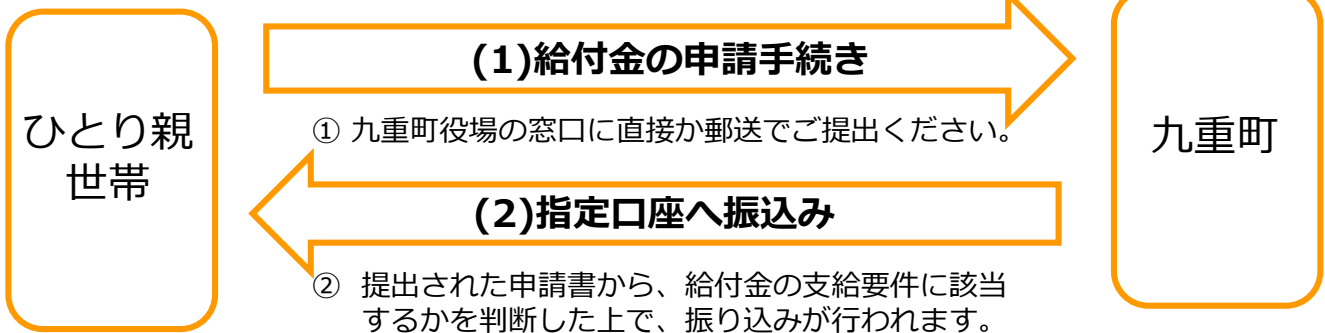 ひとり親
世帯
(1)給付金の申請手続き
① 九重町役場の窓口に直接か郵送でご提出ください。
(2)指定口座へ振込み
② 提出された申請書から、給付金の支給要件に該当
するかを判断した上で、振り込みが行われます。
九重町